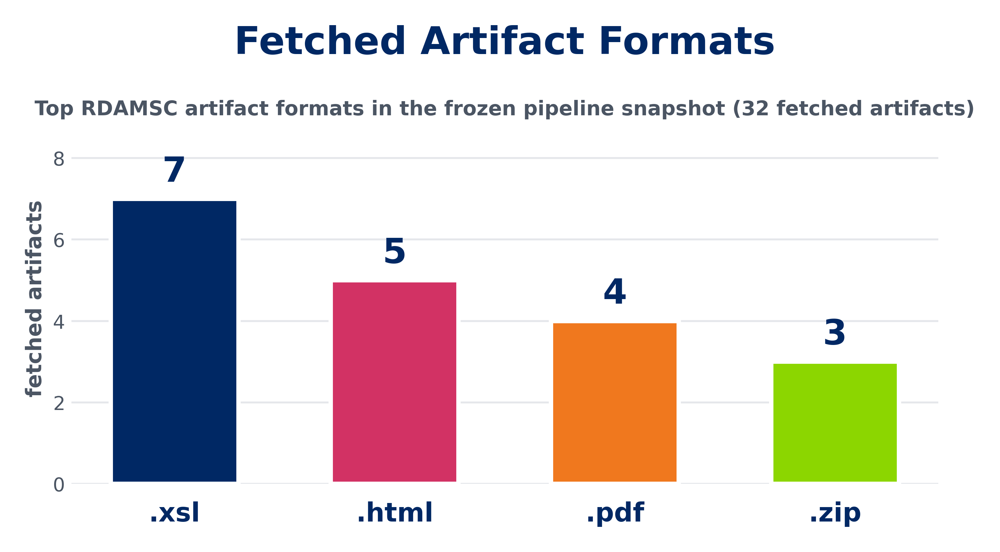 Fetched Artifact Formats
Top RDAMSC artifact formats in the frozen pipeline snapshot (32 fetched artifacts)
fetched artifacts
8
6
4
2
0
7
5
4
3
.xsl
.html
.pdf
.zip